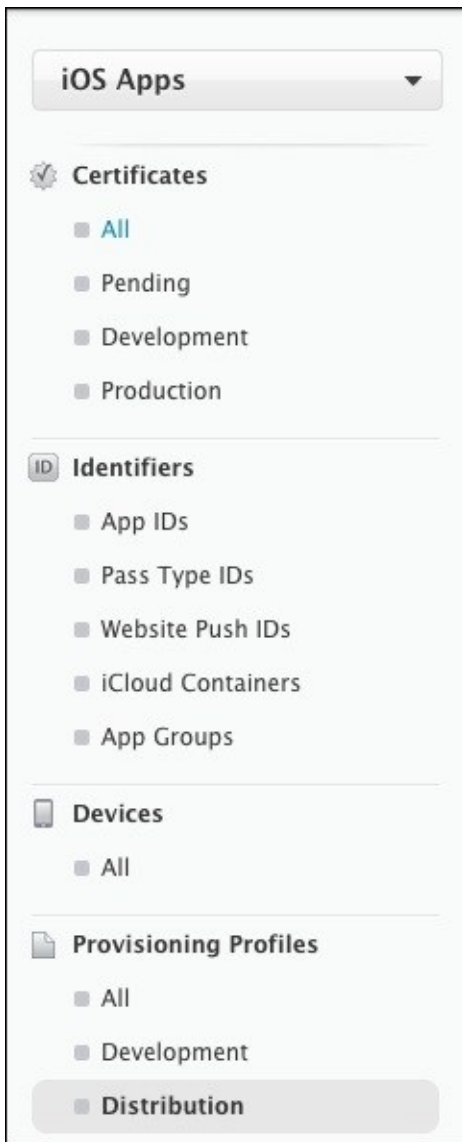 iOS Apps
Certificates
All
Pending
Development
Production
ID Identifiers
App IDs
Pass Type IDs
Website Push IDs
iCloud Containers
App Groups
Devices
All
Provisioning Profiles
All
Development
Distribution